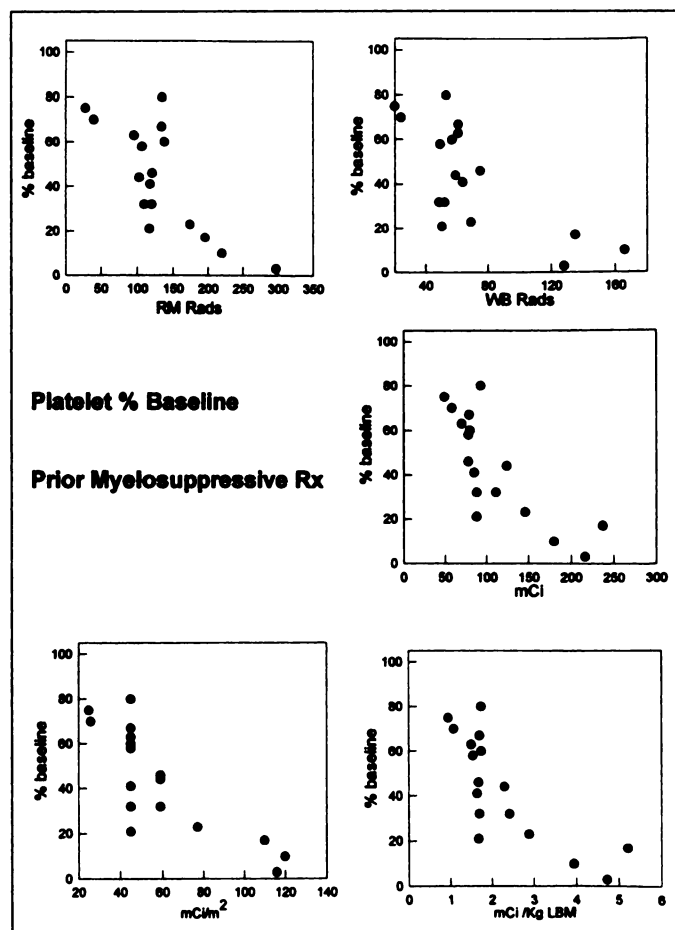 100
80
60
40
20
0
% baseline
0 50 100 150 200 250 300 350
RM Rads
100
80
60
40
20
0
% baseline
40 80 120 160
WB Rads
Platelet % Baseline
Prior Myelosuppressive Rx
100
80
60
40
20
0
% baseline
0 50 100 150 200 250 300
mCi
100
80
60
40
20
0
% baseline
20 40 60 80 100 120 140
mCi/m²
100
80
60
40
20
0
% baseline
0 1 2 3 4 5 6
mCi /Kg LBM